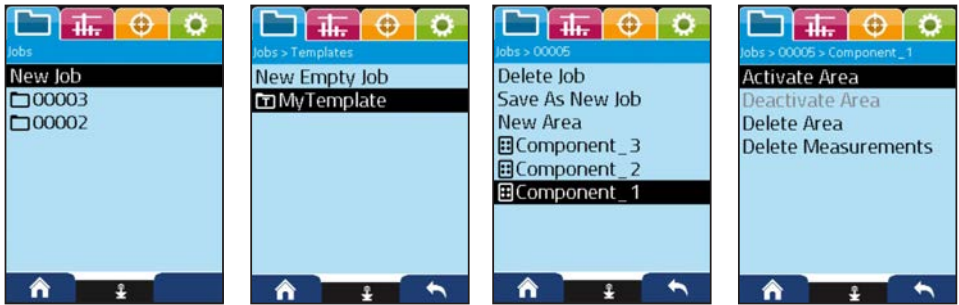 Jobs
New Job
00003
00002
Jobs > Templates
New Empty Job
MyTemplate
Jobs > 00005
Delete Job
Save As New Job
New Area
Component_3
Component_2
Component_1
Jobs > 00005 > Component_1
Activate Area
Deactivate Area
Delete Area
Delete Measurements